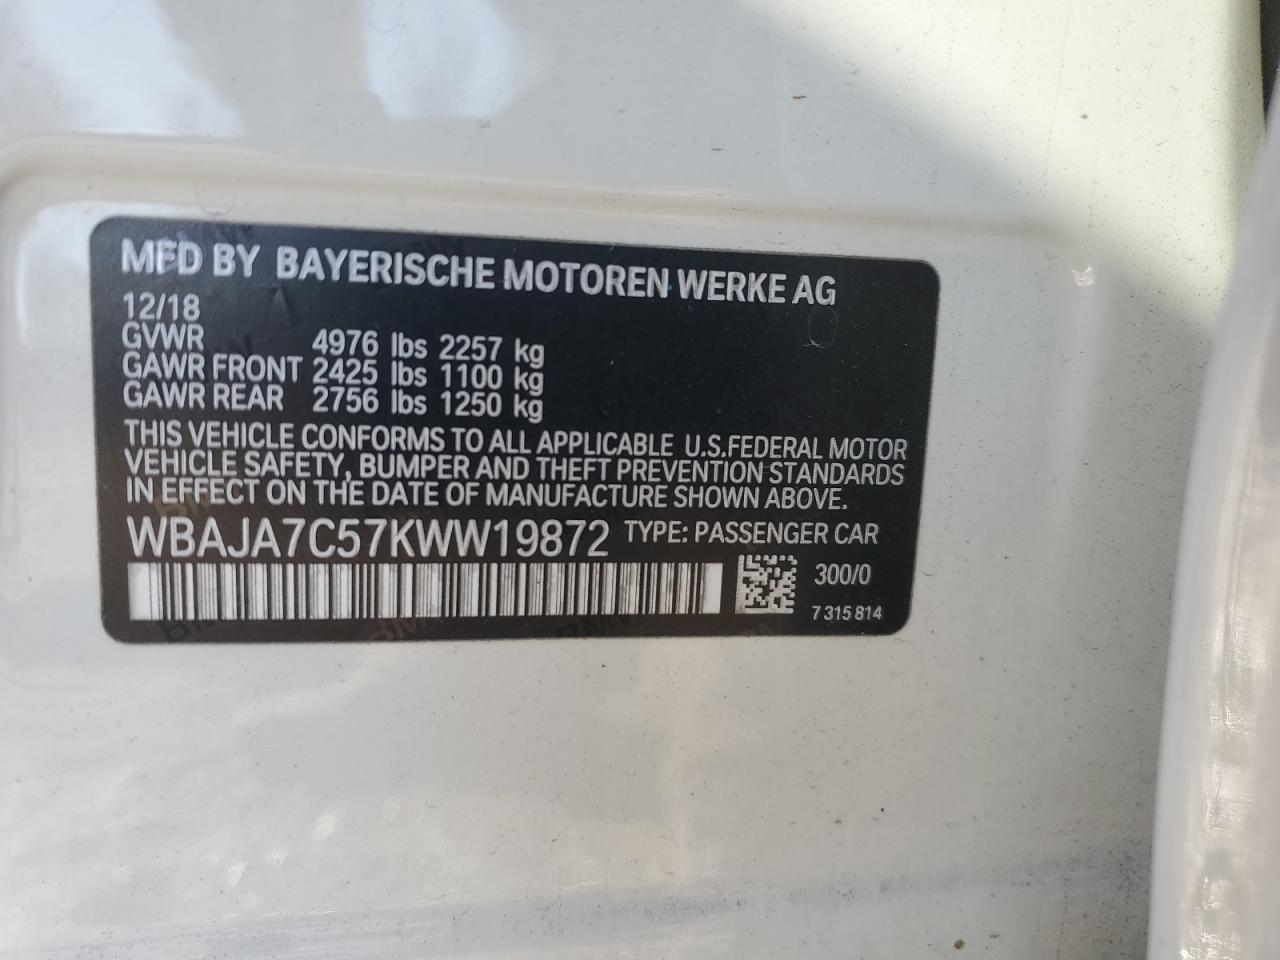 MFD BY BAYERISCHE MOTOREN WERKE AG
12/18
GVWR 4976 lbs 2257 kg
GAWR FRONT 2425 lbs 1100 kg
GAWR REAR 2756 lbs 1250 kg
THIS VEHICLE CONFORMS TO ALL APPLICABLE U.S.FEDERAL MOTOR
VEHICLE SAFETY, BUMPER AND THEFT PREVENTION STANDARDS
IN EFFECT ON THE DATE OF MANUFACTURE SHOWN ABOVE.
WBAJA7C57KWW19872 TYPE: PASSENGER CAR
300/0
7 315 814